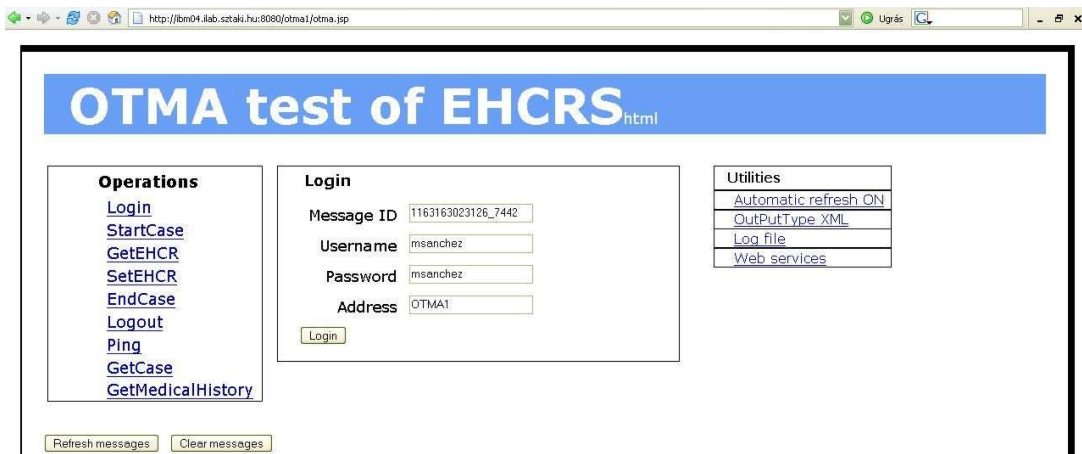 http://ibm04.ilab.sztaki.hu:8080/otma1/otma.jsp
Ugrás
OTMA test of EHCRS html
Operations
Login
StartCase
GetEHCR
SetEHCR
EndCase
Logout
Ping
GetCase
GetMedicalHistory
Login
Message ID 1163163023126_7442
Username msanchez
Password msanchez
Address OTMA1
Login
Utilities
Automatic refresh ON
OutPutType XML
Log file
Web services
Refresh messages Clear messages